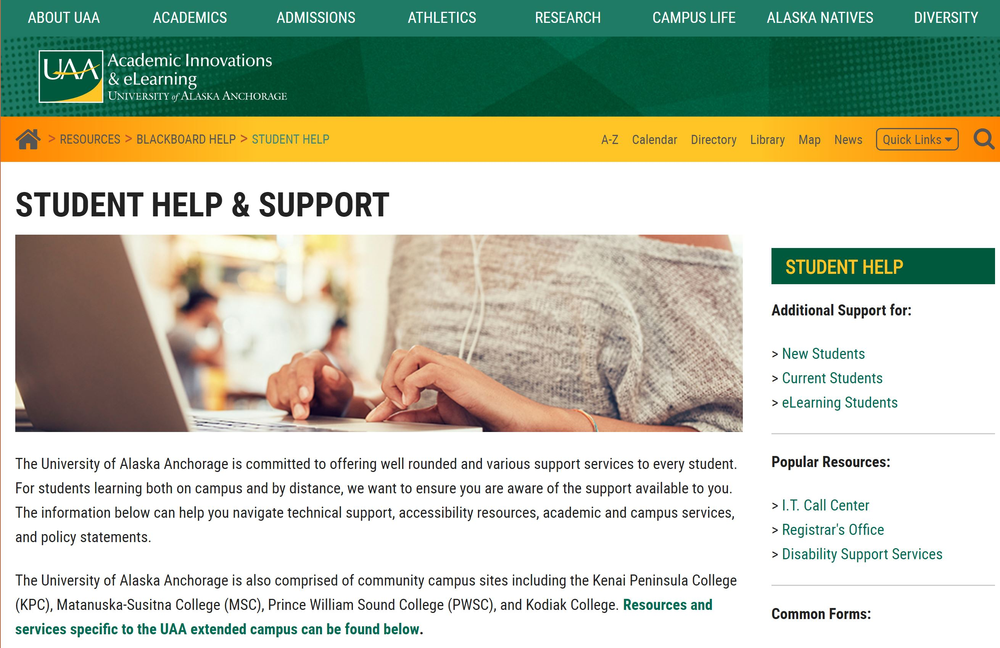 ABOUT UAA ACADEMICS ADMISSIONS ATHLETICS RESEARCH CAMPUS LIFE ALASKA NATIVES DIVERSITY
UAA
Academic Innovations
& eLearning
UNIVERSITY of ALASKA ANCHORAGE
> RESOURCES > BLACKBOARD HELP > STUDENT HELP
A-Z Calendar Directory Library Map News Quick Links
STUDENT HELP & SUPPORT
The University of Alaska Anchorage is committed to offering well rounded and various support services to every student.
For students learning both on campus and by distance, we want to ensure you are aware of the support available to you.
The information below can help you navigate technical support, accessibility resources, academic and campus services,
and policy statements.
The University of Alaska Anchorage is also comprised of community campus sites including the Kenai Peninsula College
(KPC), Matanuska-Susitna College (MSC), Prince William Sound College (PWSC), and Kodiak College. Resources and
services specific to the UAA extended campus can be found below.
STUDENT HELP
Additional Support for:
> New Students
> Current Students
> eLearning Students
Popular Resources:
> I.T. Call Center
> Registrar's Office
> Disability Support Services
Common Forms: